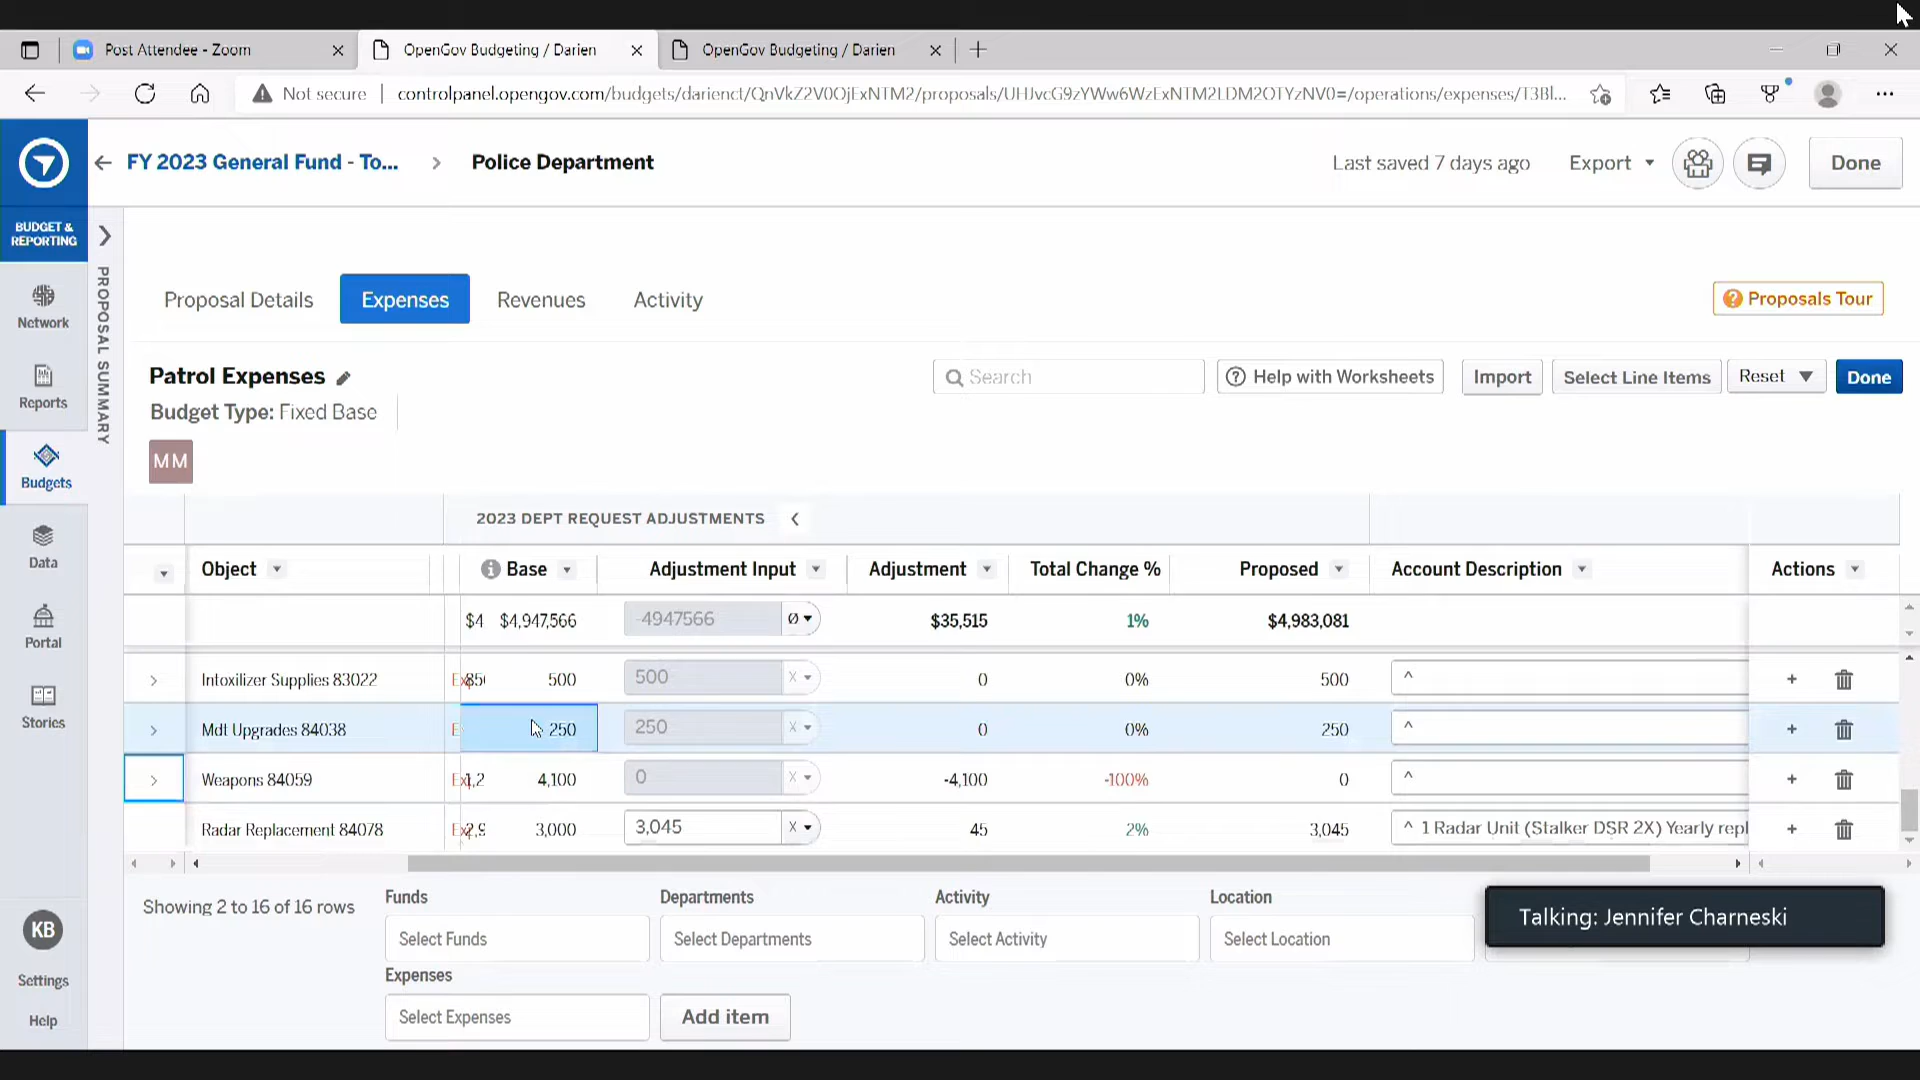 Post Attendee - Zoom
OpenGov Budgeting / Darien
OpenGov Budgeting / Darien
Not secure
controlpanel.opengov.com/budgets/darienct/QnVkZ2V0OjExNTM2/proposals/UHJvcG9zYWw6WzExNTM2LDM2OTYzNV0=/operations/expenses/T3Bl...
FY 2023 General Fund - To...
Police Department
Last saved 7 days ago
Export
Done
BUDGET &
REPORTING
PROPOSAL SUMMARY
Network
Reports
Budgets
Data
Portal
Stories
KB
Settings
Help
Proposal Details
Expenses
Revenues
Activity
Proposals Tour
Patrol Expenses
Search
Help with Worksheets
Import
Select Line Items
Reset
Done
Budget Type: Fixed Base
MM
2023 DEPT REQUEST ADJUSTMENTS
Object Base Adjustment Input Adjustment Total Change % Proposed Account Description Actions
$4 $4,947,566 -4947566 Ø $35,515 1% $4,983,081
Intoxilizer Supplies 83022 500 500 X 0 0% 500 ^ +
Mdt Upgrades 84038 250 250 X 0 0% 250 ^ +
Weapons 84059 1,2 4,100 0 X -4,100 -100% 0 ^ +
Radar Replacement 84078 3,000 3,045 X 45 2% 3,045 ^ 1 Radar Unit (Stalker DSR 2X) Yearly repl +
Showing 2 to 16 of 16 rows
Funds
Select Funds
Departments
Select Departments
Activity
Select Activity
Location
Select Location
Expenses
Select Expenses
Add item
Talking: Jennifer Charneski